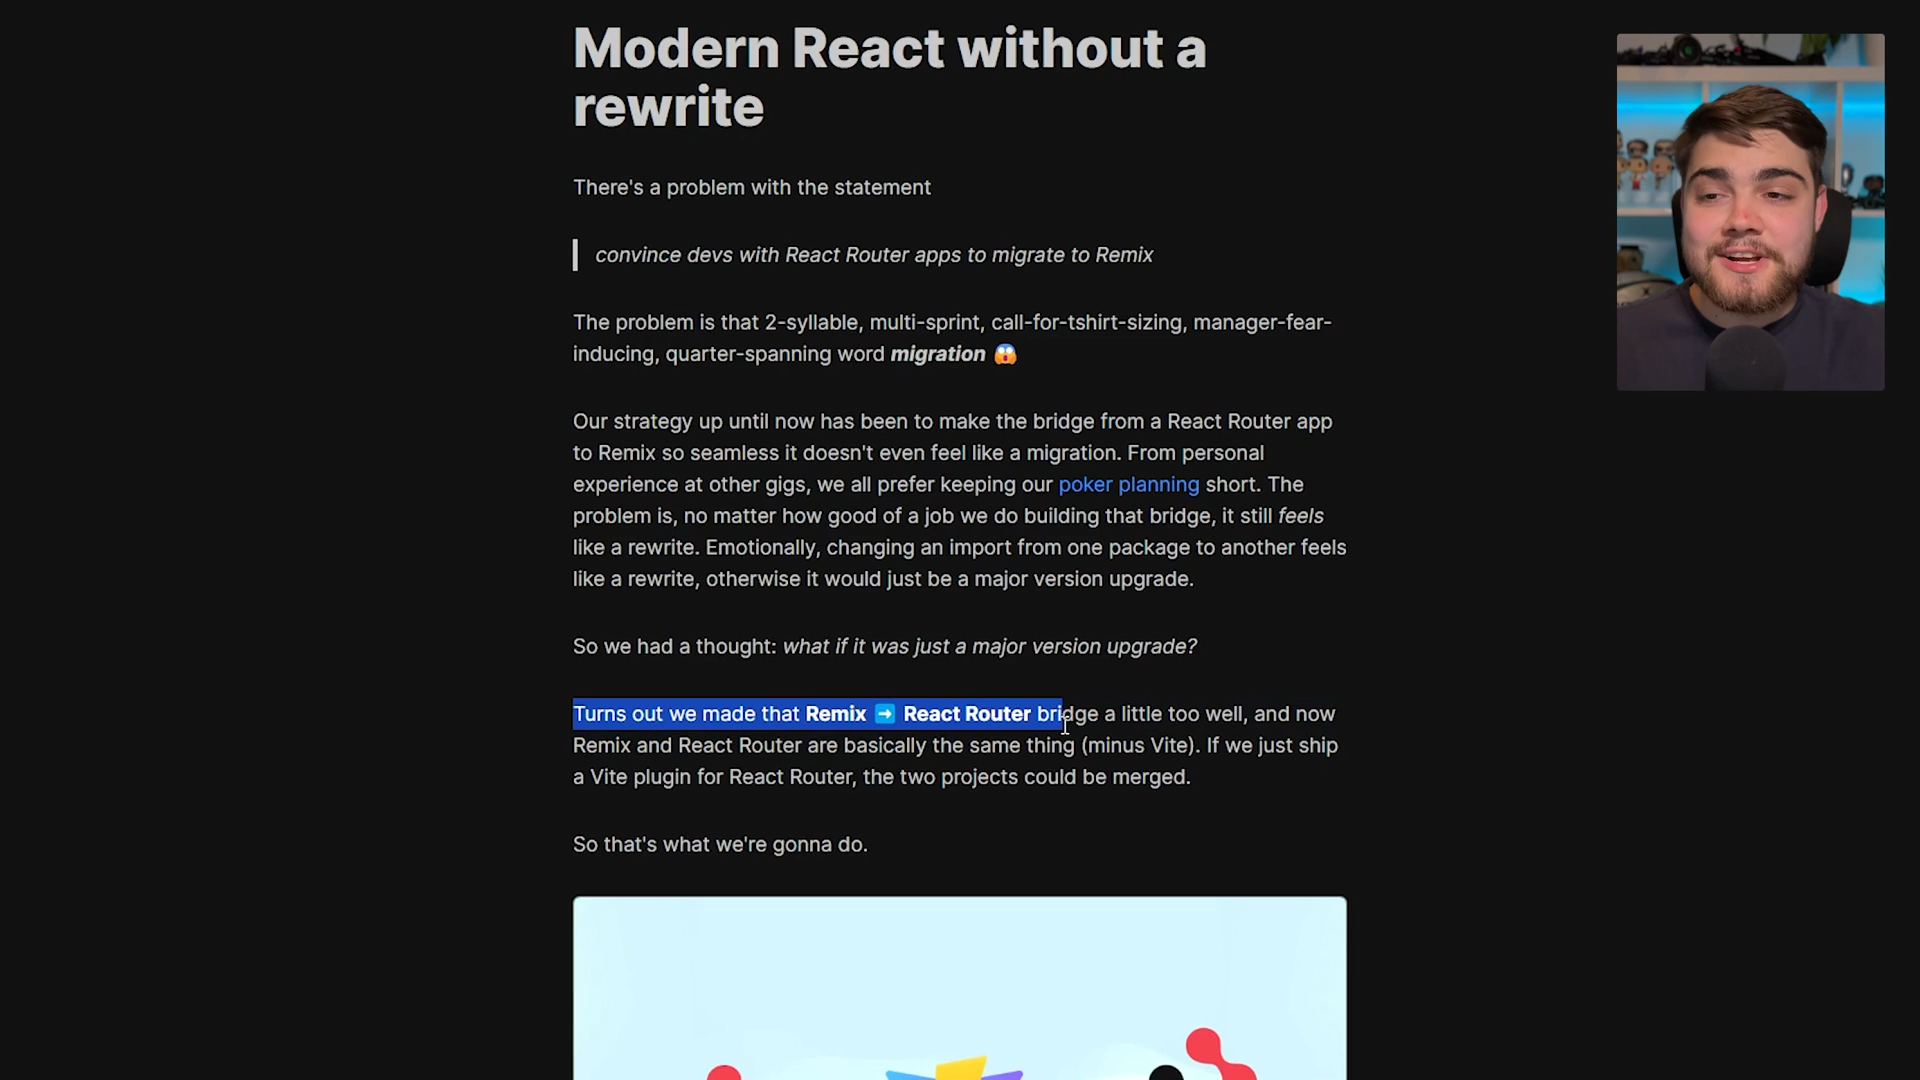 Modern React without a
rewrite
There's a problem with the statement
convince devs with React Router apps to migrate to Remix
The problem is that 2-syllable, multi-sprint, call-for-tshirt-sizing, manager-fear-
inducing, quarter-spanning word migration 😱
Our strategy up until now has been to make the bridge from a React Router app
to Remix so seamless it doesn't even feel like a migration. From personal
experience at other gigs, we all prefer keeping our poker planning short. The
problem is, no matter how good of a job we do building that bridge, it still feels
like a rewrite. Emotionally, changing an import from one package to another feels
like a rewrite, otherwise it would just be a major version upgrade.
So we had a thought: what if it was just a major version upgrade?
Turns out we made that Remix ➡️ React Router bridge a little too well, and now
Remix and React Router are basically the same thing (minus Vite). If we just ship
a Vite plugin for React Router, the two projects could be merged.
So that's what we're gonna do.